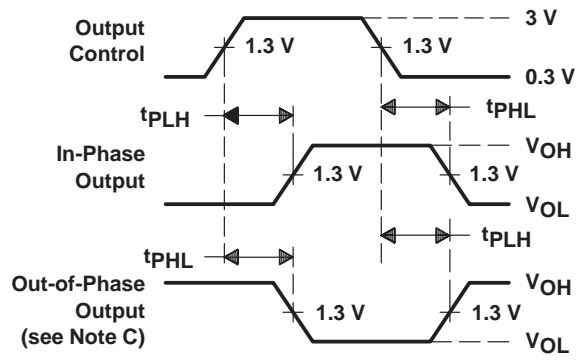 Output
Control
1.3 V
1.3 V
3 V
0.3 V
tPLH
tPHL
In-Phase
Output
1.3 V
1.3 V
VOH
VOL
tPHL
tPLH
Out-of-Phase
Output
(see Note C)
1.3 V
1.3 V
VOH
VOL